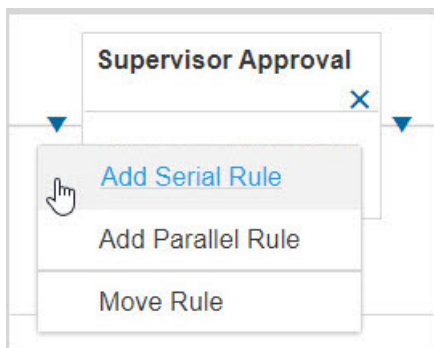 Supervisor Approval
Add Serial Rule
Add Parallel Rule
Move Rule